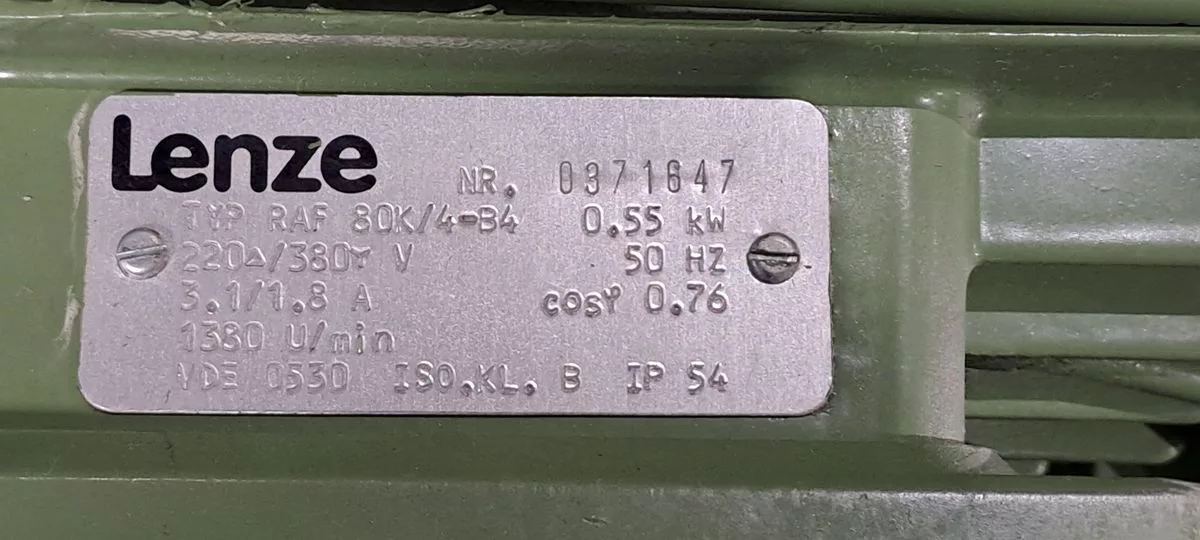 Lenze
NR. 0371647
TYP RAF 80K/4-B4 0.55 kW
220△/380Y V 50 HZ
3.1/1.8 A cosφ 0.76
1380 U/min
VDE 0530 ISO.KL. B IP 54